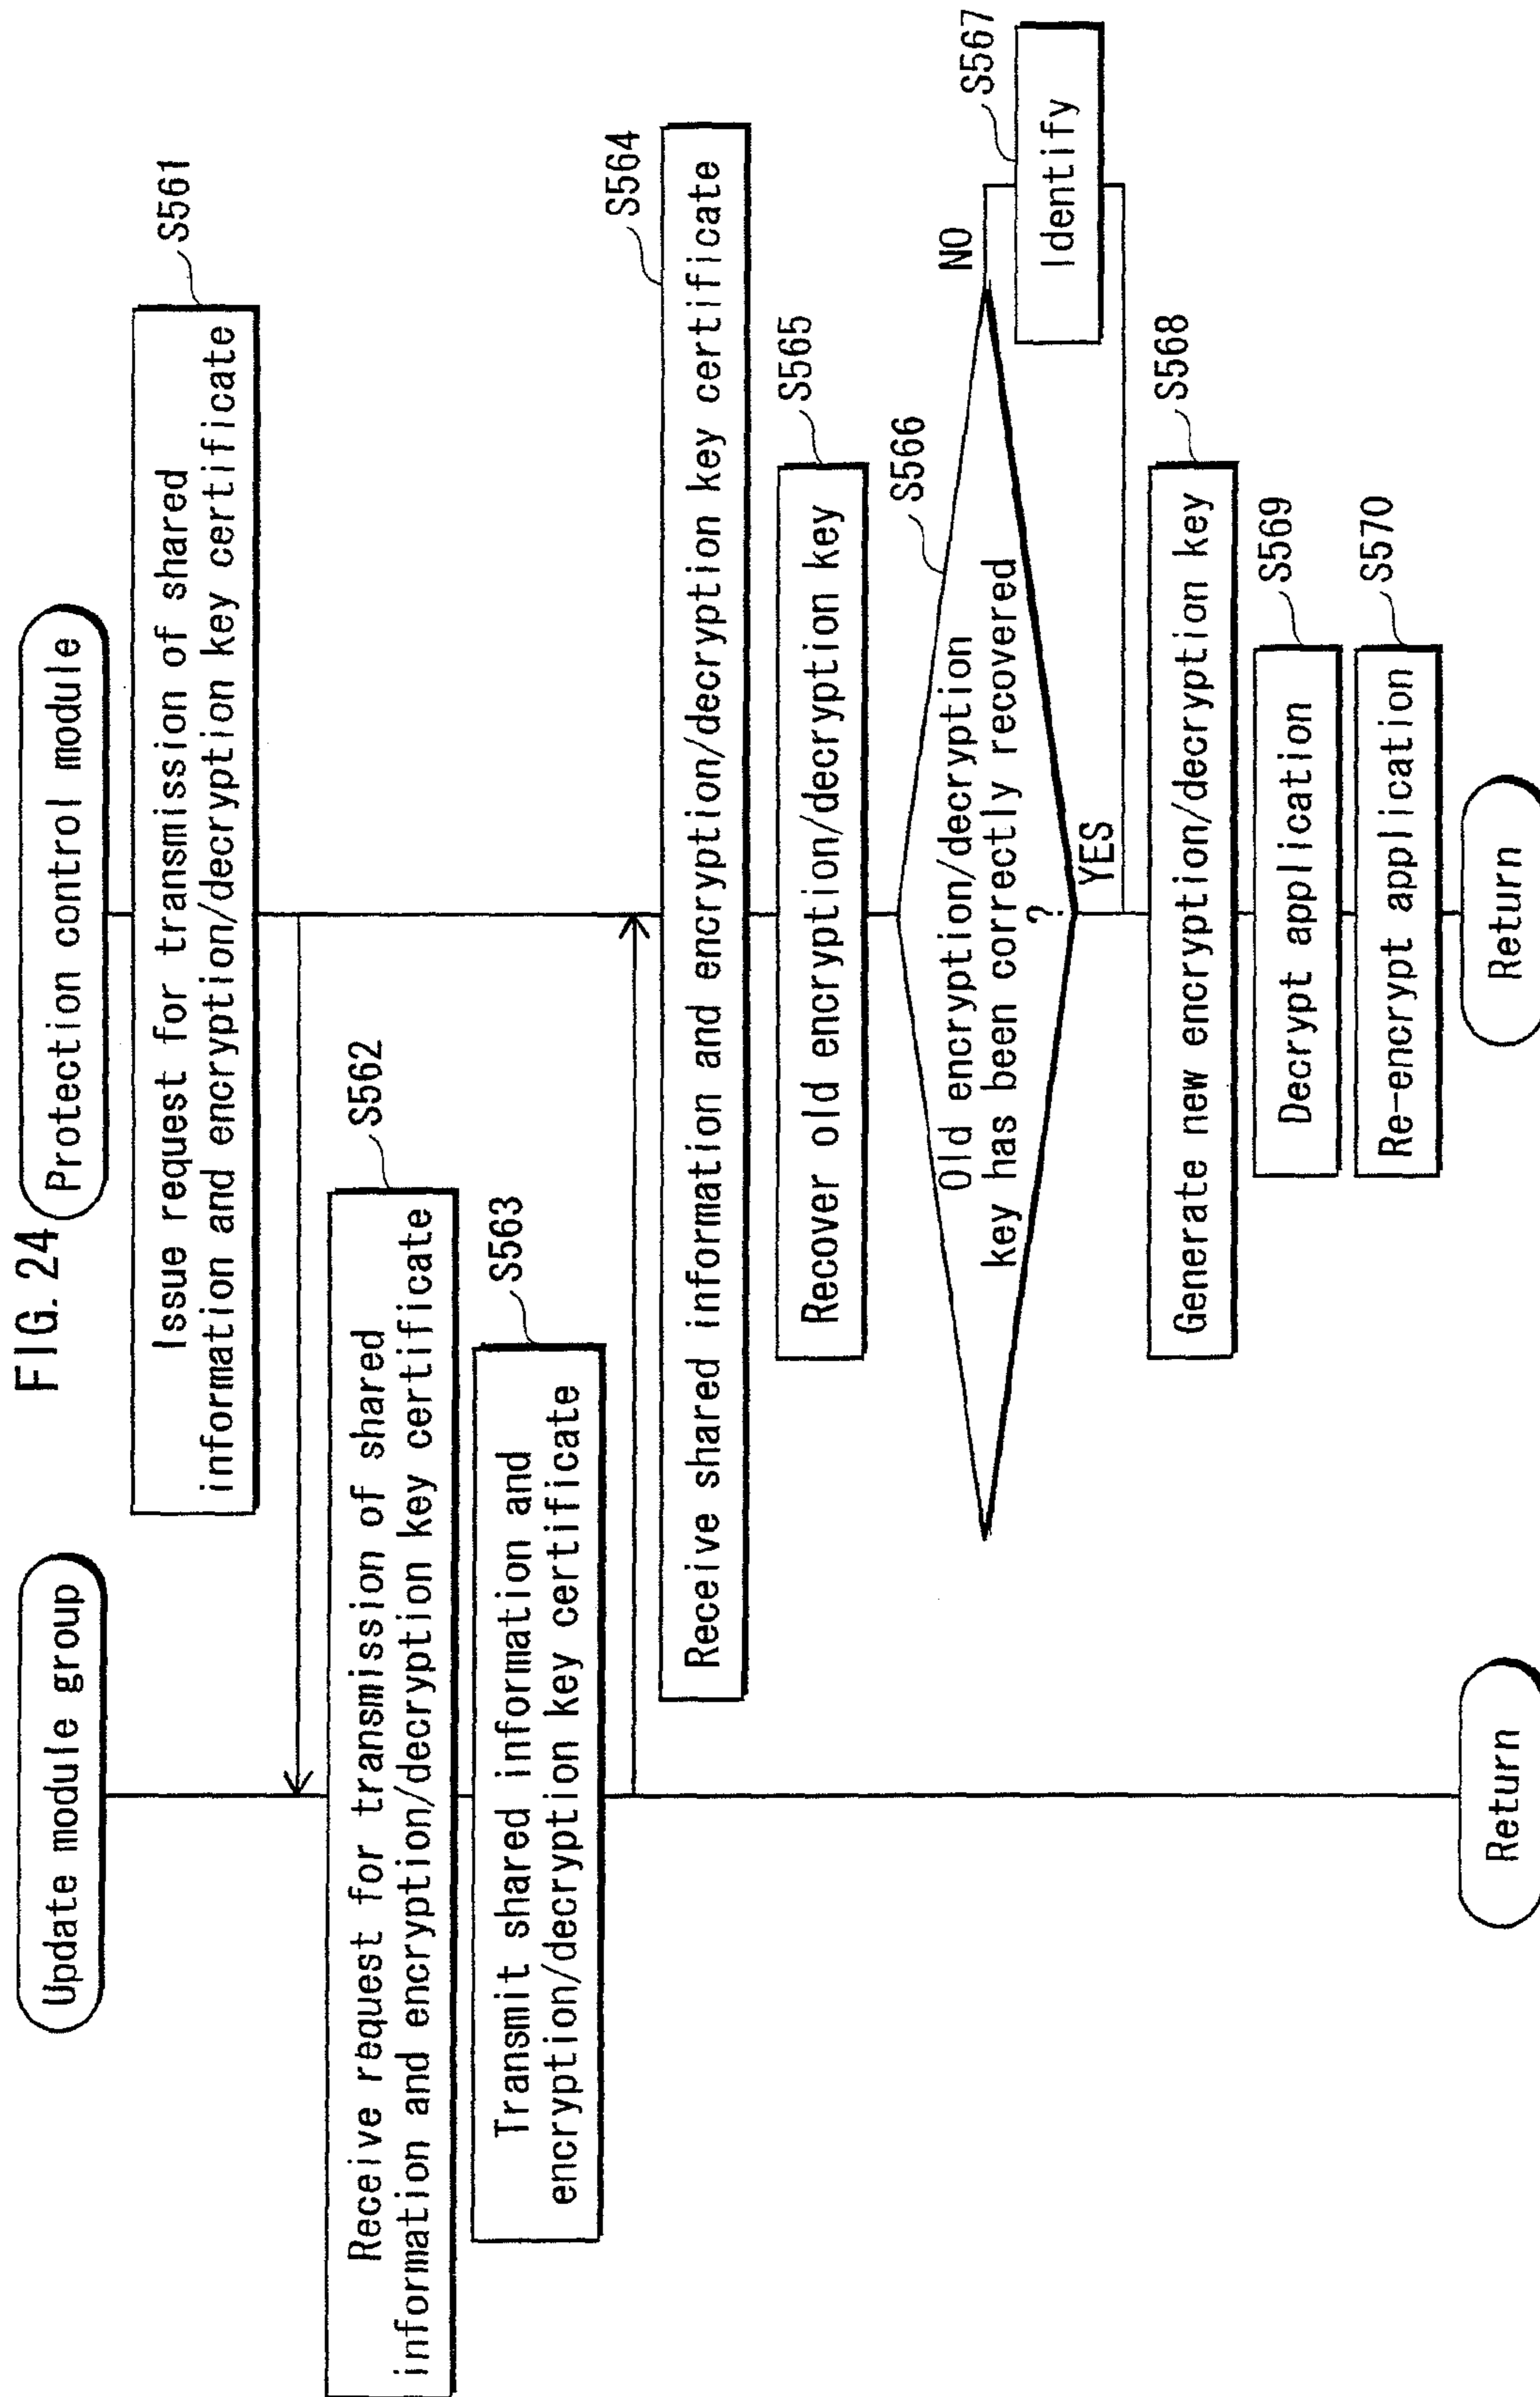 FIG. 24
Update module group
Protection control module
Issue request for transmission of shared
information and encryption/decryption key certificate
S561
Receive request for transmission of shared
information and encryption/decryption key certificate
S562
Transmit shared information and
encryption/decryption key certificate
S563
Receive shared information and encryption/decryption key certificate
S564
Recover old encryption/decryption key
S565
Old encryption/decryption
key has been correctly recovered
?
S566
NO
YES
Identify
S567
Generate new encryption/decryption key
S568
Decrypt application
S569
Re-encrypt application
S570
Return
Return